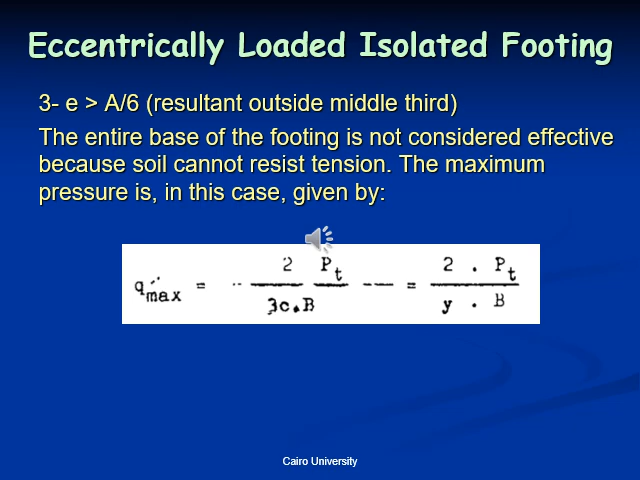 Eccentrically Loaded Isolated Footing
3- e > A/6 (resultant outside middle third)
The entire base of the footing is not considered effective
because soil cannot resist tension. The maximum
pressure is, in this case, given by:
q max = 2 Pt / 3c.B = 2 . Pt / y . B
Cairo University